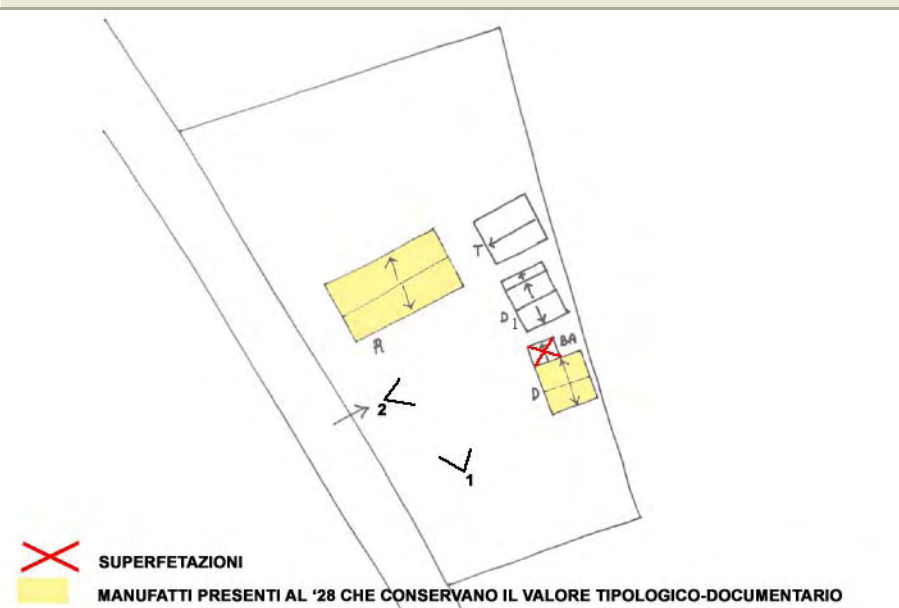 T
D1
BA
R
D
2
1
SUPERFETAZIONI
MANUFATTI PRESENTI AL '28 CHE CONSERVANO IL VALORE TIPOLOGICO-DOCUMENTARIO